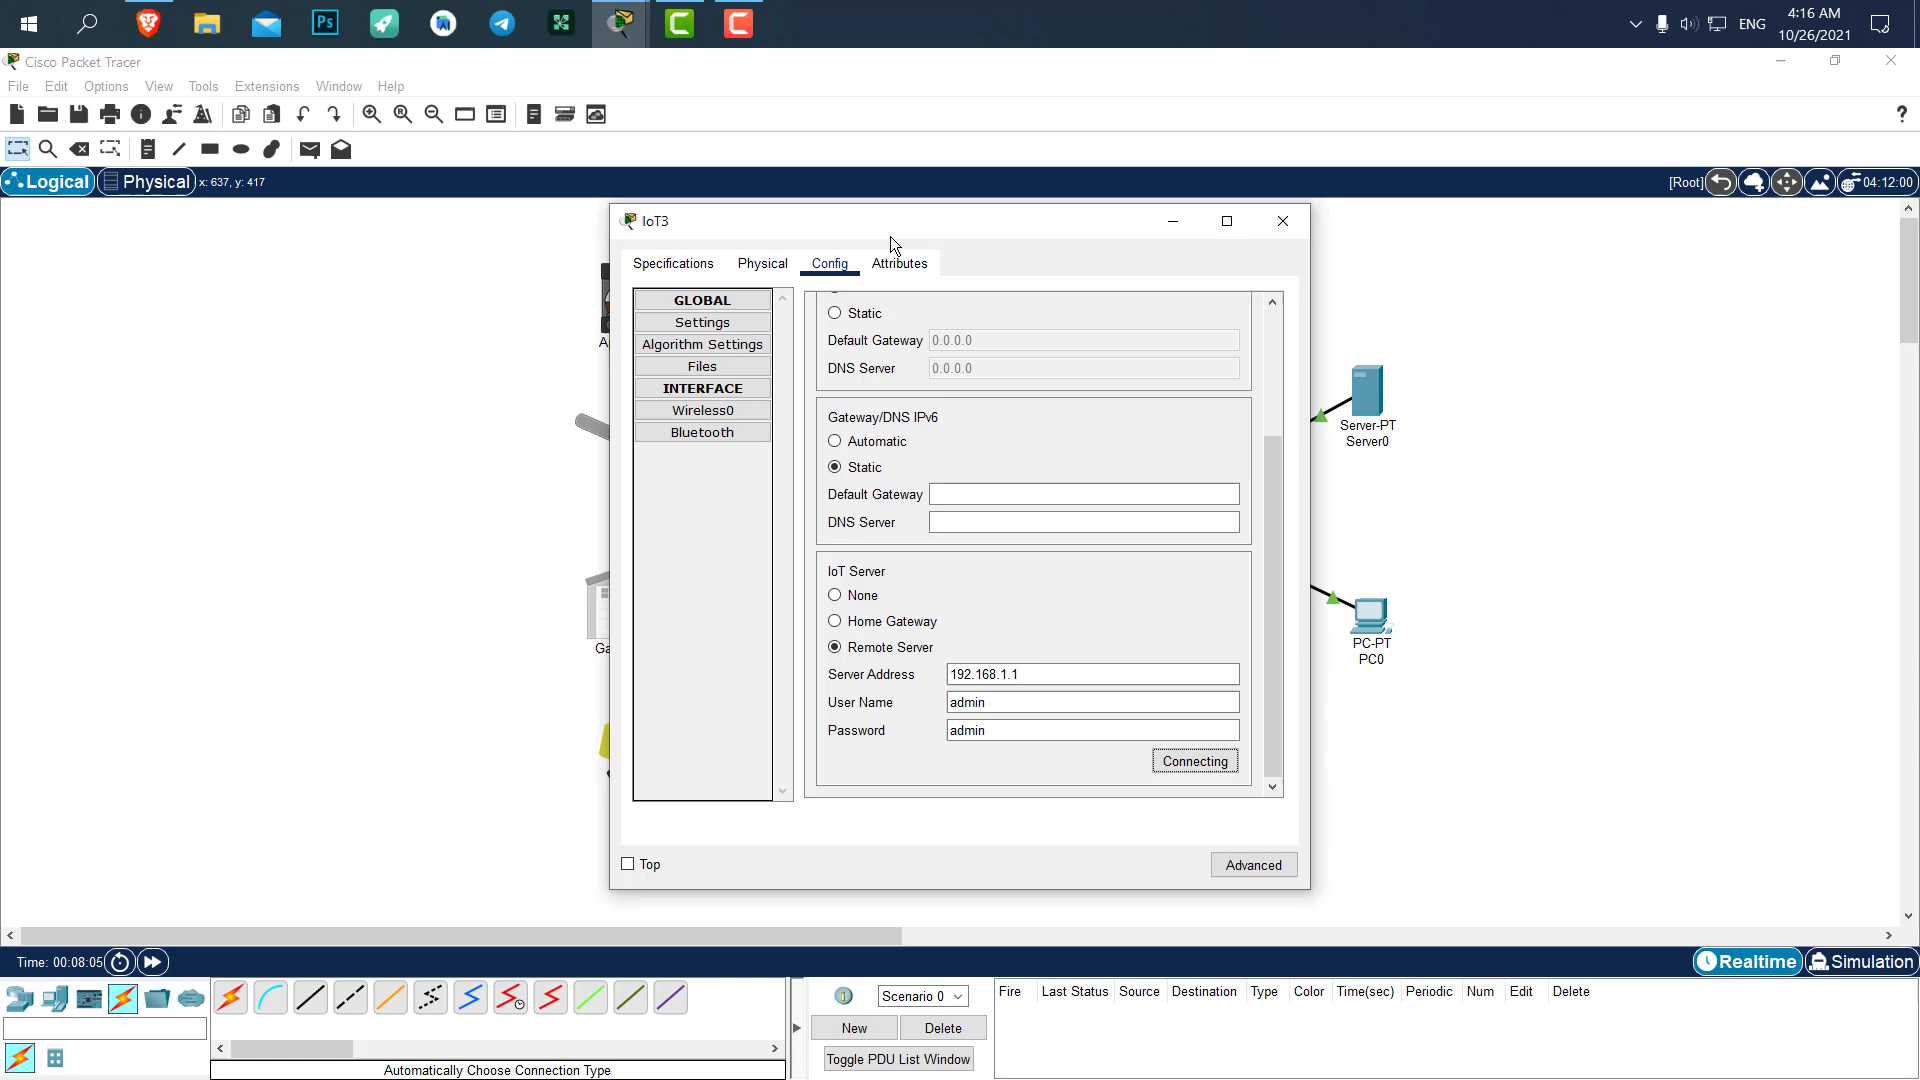 Ps
ENG
4:16 AM
10/26/2021
Cisco Packet Tracer
File Edit Options View Tools Extensions Window Help
?
Logical Physical x: 637, y: 417 [Root] 04:12:00
IoT3
Specifications Physical Config Attributes
GLOBAL
Settings
Algorithm Settings
Files
INTERFACE
Wireless0
Bluetooth
Static
Default Gateway 0.0.0.0
DNS Server 0.0.0.0
Gateway/DNS IPv6
Automatic
Static
Default Gateway
DNS Server
IoT Server
None
Home Gateway
Remote Server
Server Address 192.168.1.1
User Name admin
Password admin
Connecting
Top
Advanced
Ga
Server-PT
Server0
PC-PT
PC0
Time: 00:08:05
Realtime Simulation
Scenario 0
New Delete
Toggle PDU List Window
Fire Last Status Source Destination Type Color Time(sec) Periodic Num Edit Delete
Automatically Choose Connection Type